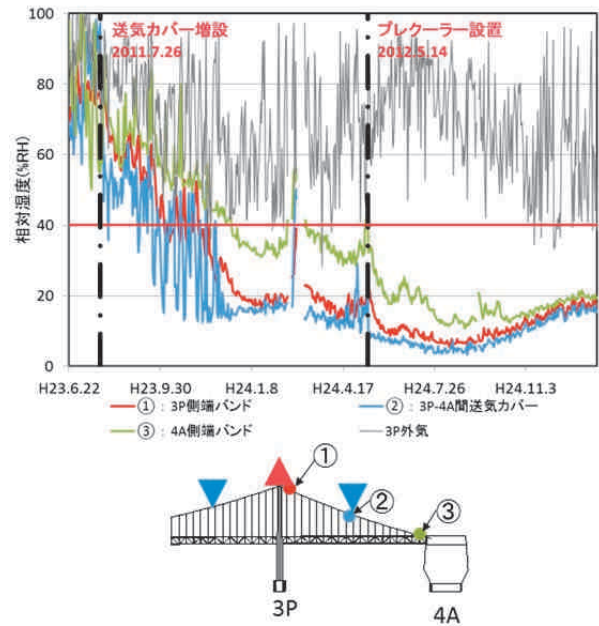 送気カバー増設
2011.7.26
プレクーラー設置
2012.5.14
相対湿度(%RH)
100
80
60
40
20
0
H23.6.22 H23.9.30 H24.1.8 H24.4.17 H24.7.26 H24.11.3
①：3P側端バンド ②：3P-4A間送気カバー
③：4A側端バンド 3P外気
①
②
③
3P
4A